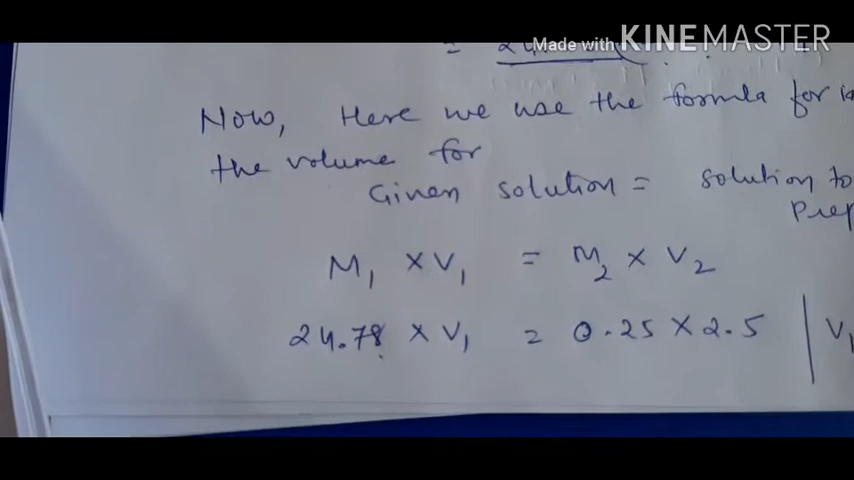 Made with KINEMASTER
Now, Here we use the formula for
the volume for
Given solution = solution to
Prep
M₁ × V₁ = M₂ × V₂
24.78 × V₁ = 0.25 × 2.5 | V₁